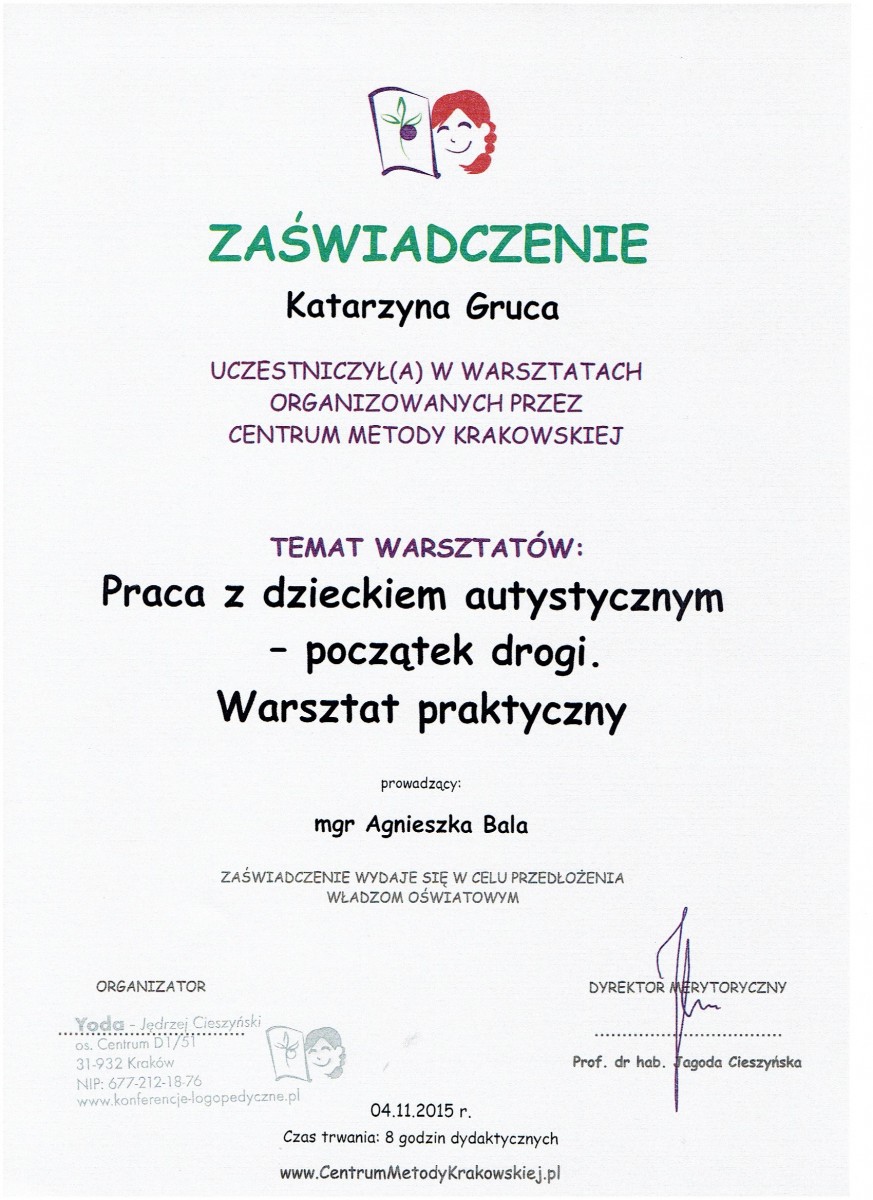 ZAŚWIADCZENIE
Katarzyna Gruca
UCZESTNICZYŁ(A) W WARSZTATACH
ORGANIZOWANYCH PRZEZ
CENTRUM METODY KRAKOWSKIEJ
TEMAT WARSZTATÓW:
Praca z dzieckiem autystycznym
– początek drogi.
Warsztat praktyczny
prowadzący:
mgr Agnieszka Bala
ZAŚWIADCZENIE WYDAJE SIĘ W CELU PRZEDŁOŻENIA
WŁADZOM OŚWIATOWYM
ORGANIZATOR
Yoda - Jędrzej Cieszyński
os. Centrum D1/51
31-932 Kraków
NIP: 677-212-18-76
www.konferencje-logopedyczne.pl
DYREKTOR MERYTORYCZNY
Prof. dr hab. Jagoda Cieszyńska
04.11.2015 r.
Czas trwania: 8 godzin dydaktycznych
www.CentrumMetodyKrakowskiej.pl